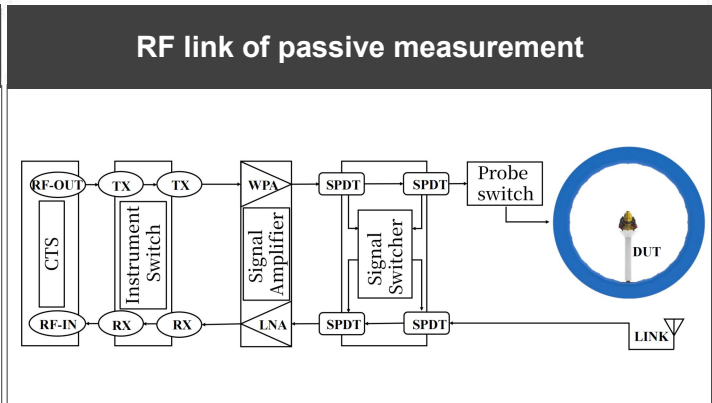 RF link of passive measurement
RF-OUT
TX
TX
WPA
SPDT
SPDT
Probe
switch
CTS
Instrument
Switch
Signal
Amplifier
Signal
Switcher
DUT
RF-IN
RX
RX
LNA
SPDT
SPDT
LINK